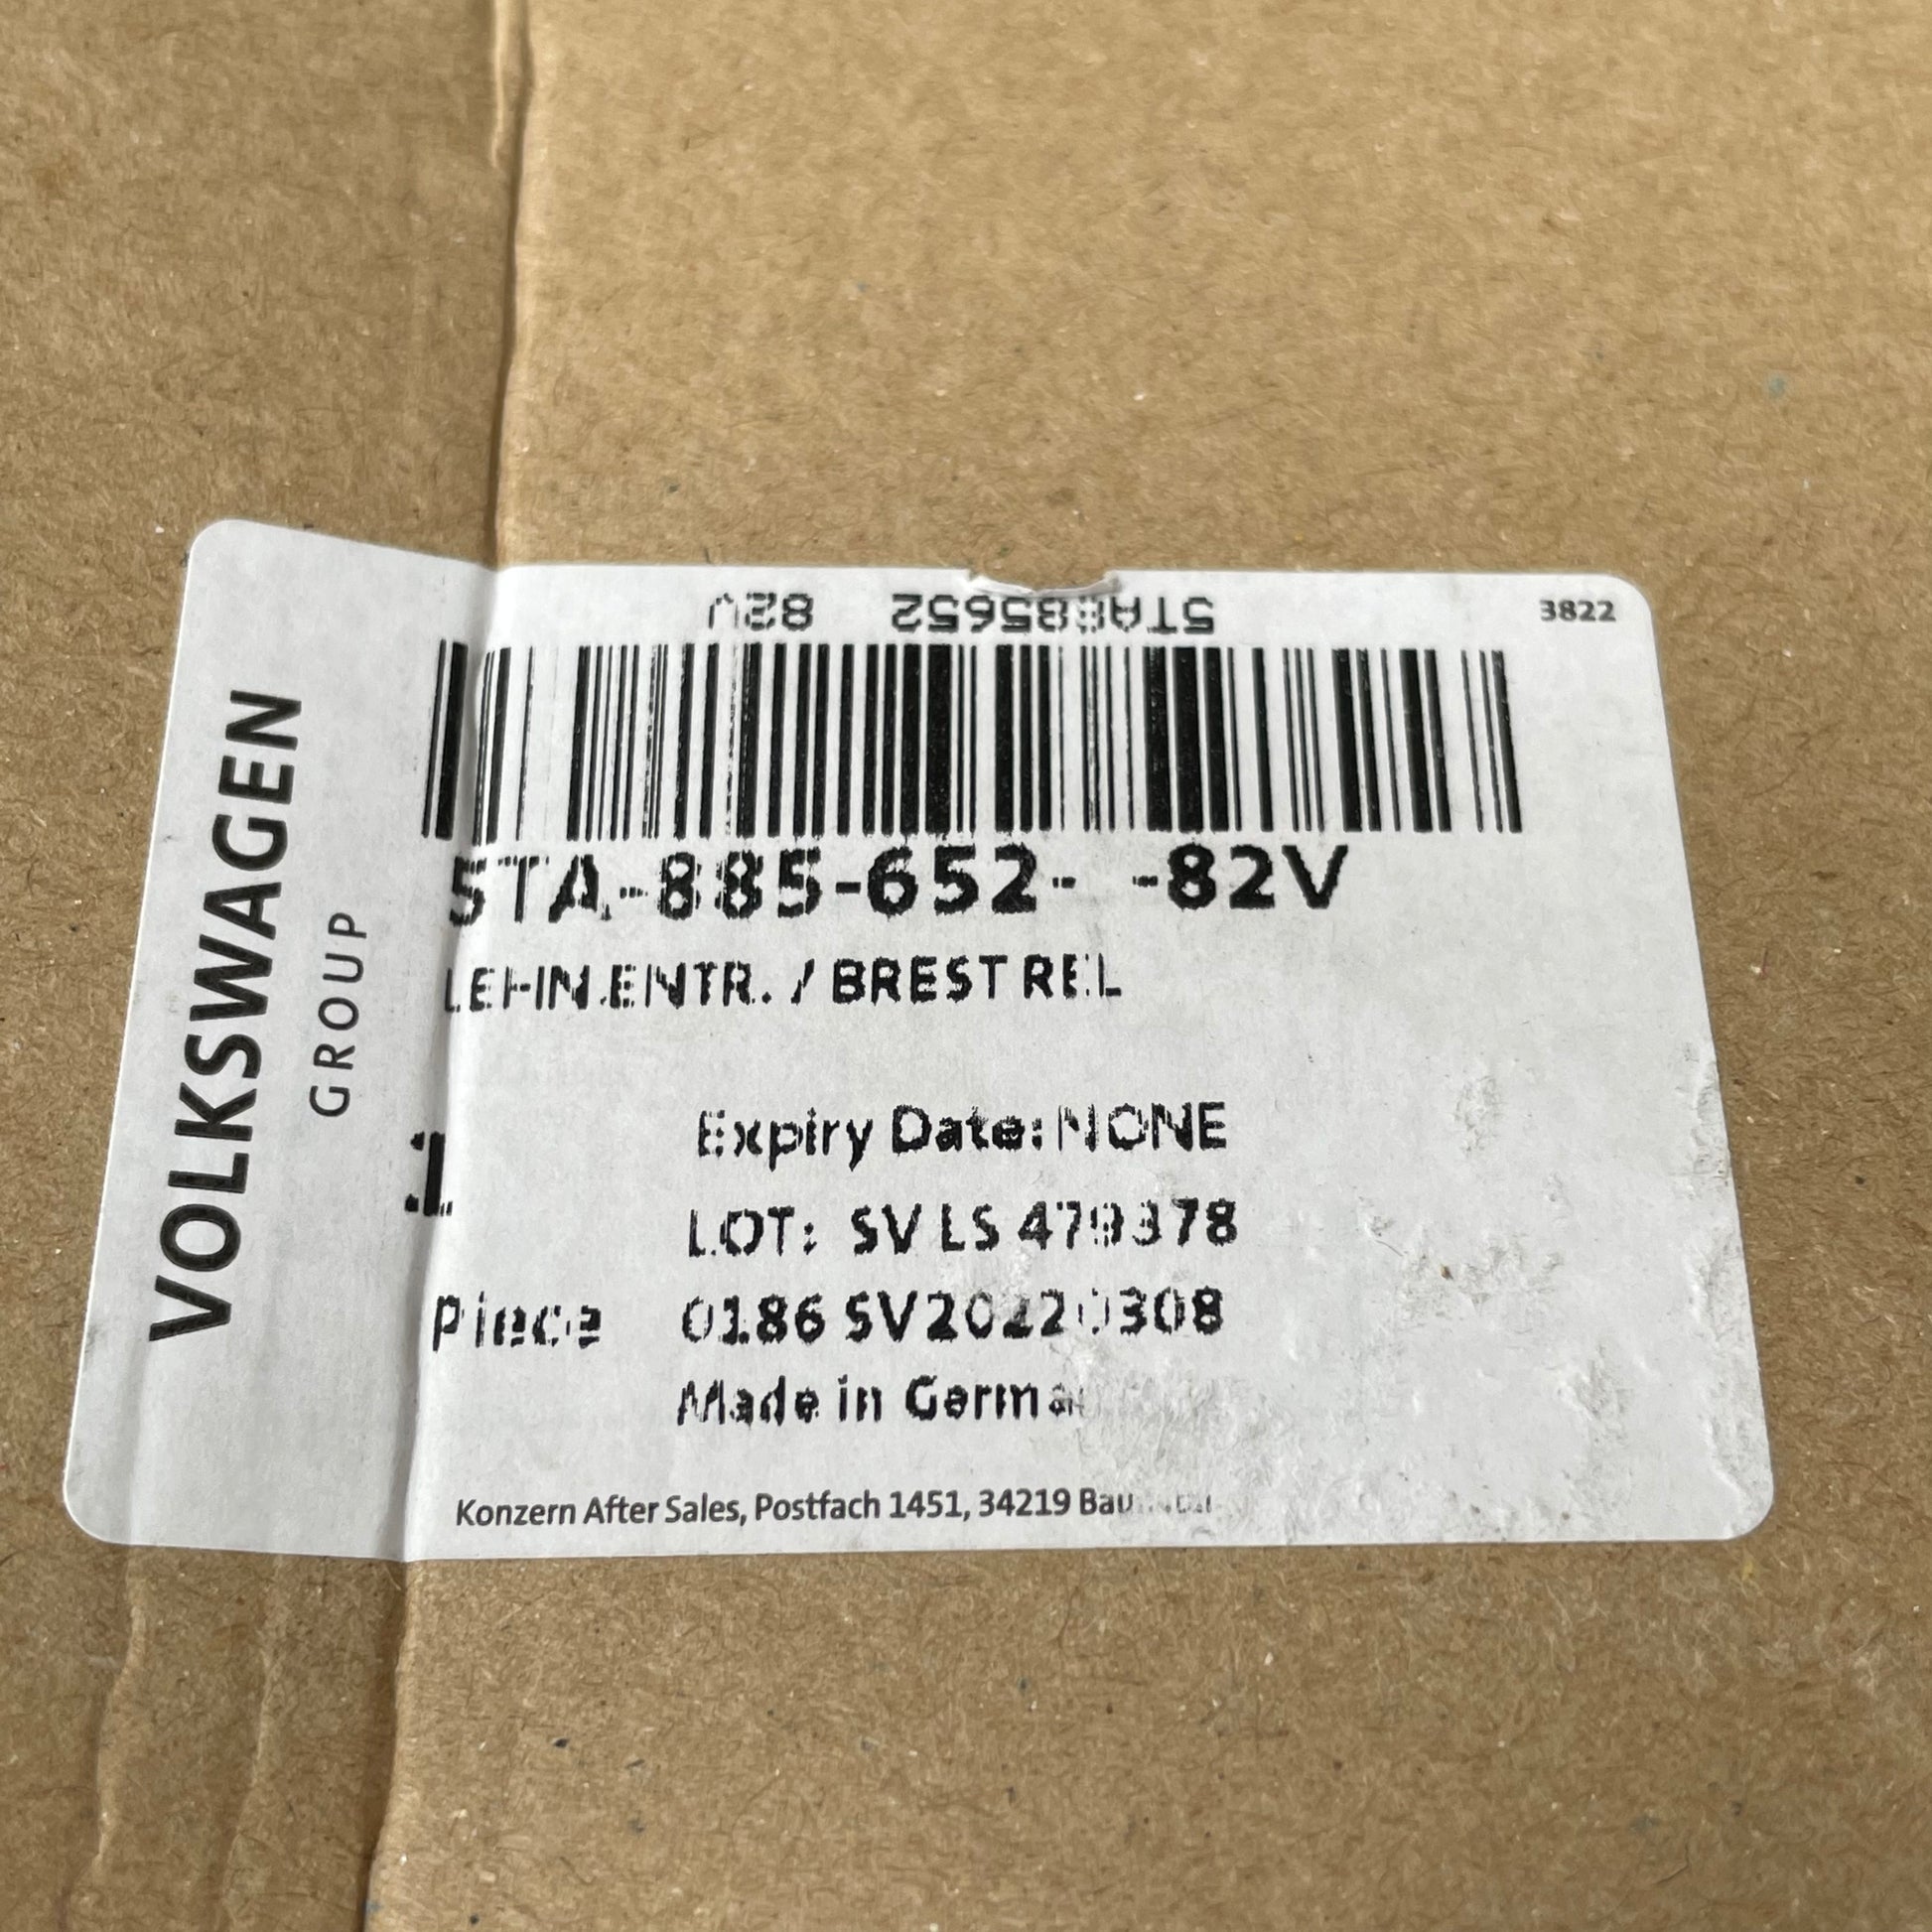 5TA885652 82V
3822
5TA-885-652- -82V
LEHN.ENTR. / BREST REL
VOLKSWAGEN
GROUP
Expiry Date: NONE
1
LOT: SV LS 479378
Piece 0186 SV20220308
Made in Germa
Konzern After Sales, Postfach 1451, 34219